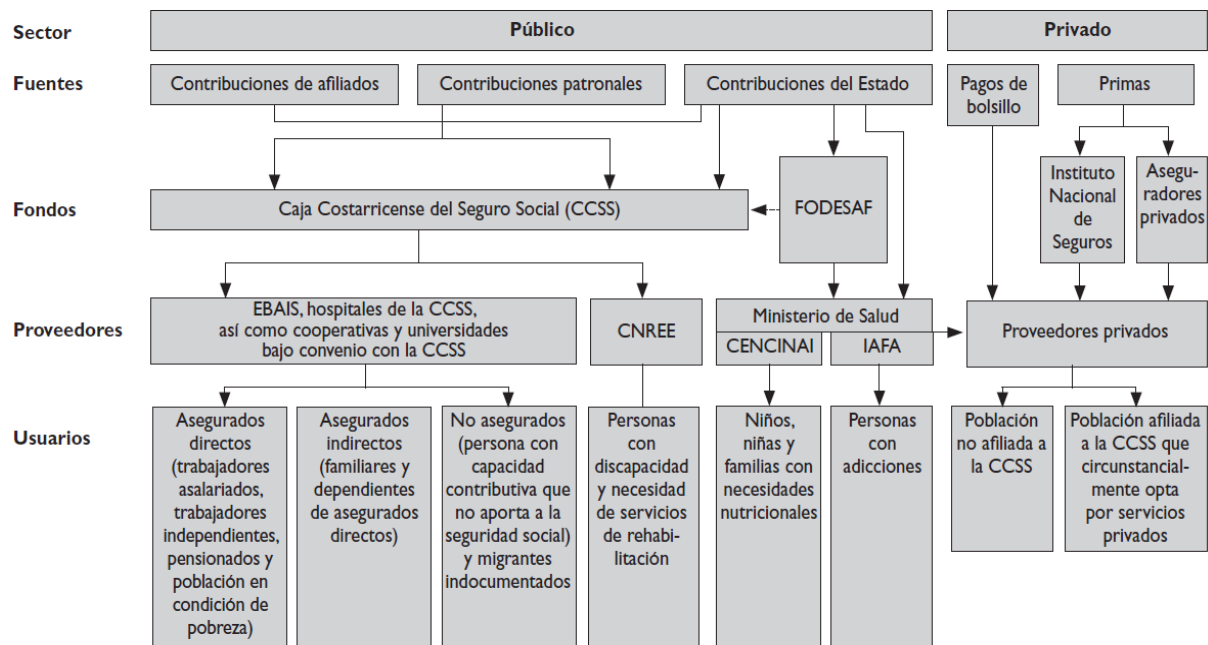 Sector
Público
Privado
Fuentes
Contribuciones de afiliados
Contribuciones patronales
Contribuciones del Estado
Pagos de
bolsillo
Primas
Fondos
Caja Costarricense del Seguro Social (CCSS)
FODESAF
Instituto
Nacional
de
Seguros
Asegu-
radores
privados
Proveedores
EBAIS, hospitales de la CCSS,
así como cooperativas y universidades
bajo convenio con la CCSS
CNREE
Ministerio de Salud
CENCINAI
IAFA
Proveedores privados
Usuarios
Asegurados
directos
(trabajadores
asalariados,
trabajadores
independientes,
pensionados y
población en
condición de
pobreza)
Asegurados
indirectos
(familiares y
dependientes
de asegurados
directos)
No asegurados
(persona con
capacidad
contributiva que
no aporta a la
seguridad social)
y migrantes
indocumentados
Personas
con
discapacidad
y necesidad
de servicios
de rehabi-
litación
Niños,
niñas y
familias con
necesidades
nutricionales
Personas
con
adicciones
Población
no afiliada a
la CCSS
Población afiliada
a la CCSS que
circunstancial-
mente opta
por servicios
privados